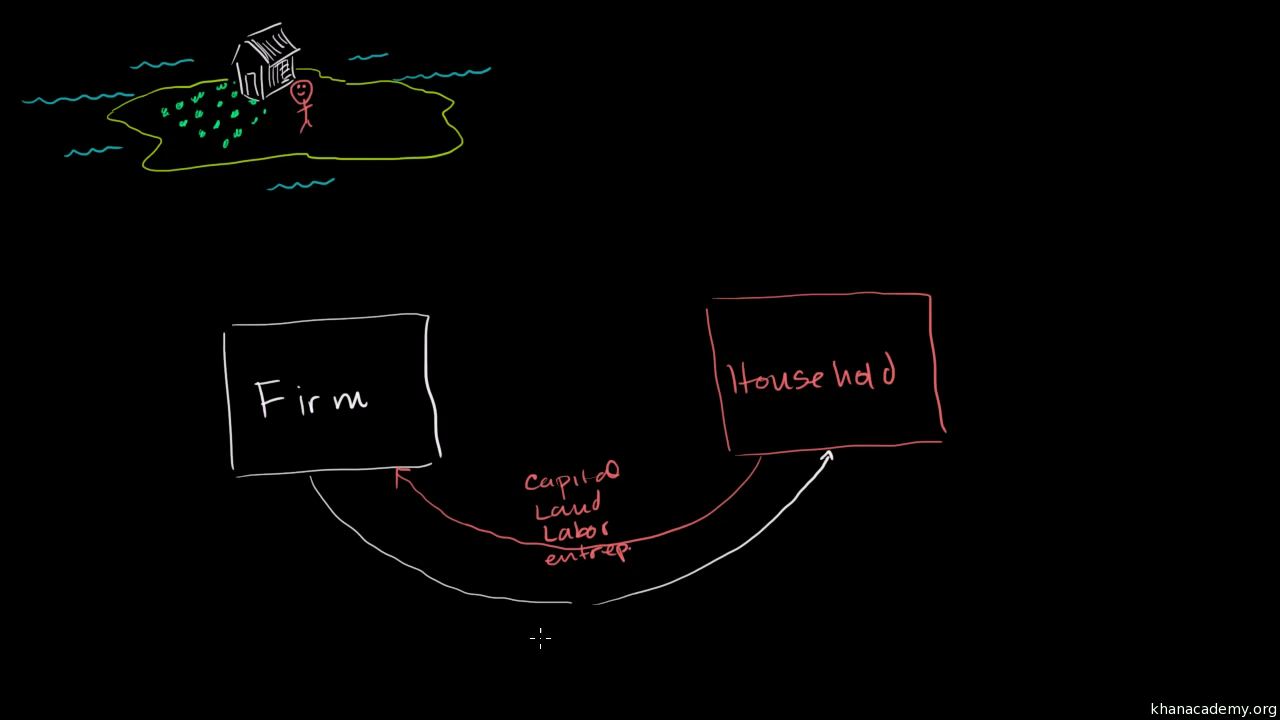 Firm
Household
Capital
Land
Labor
entrep.
khanacademy.org